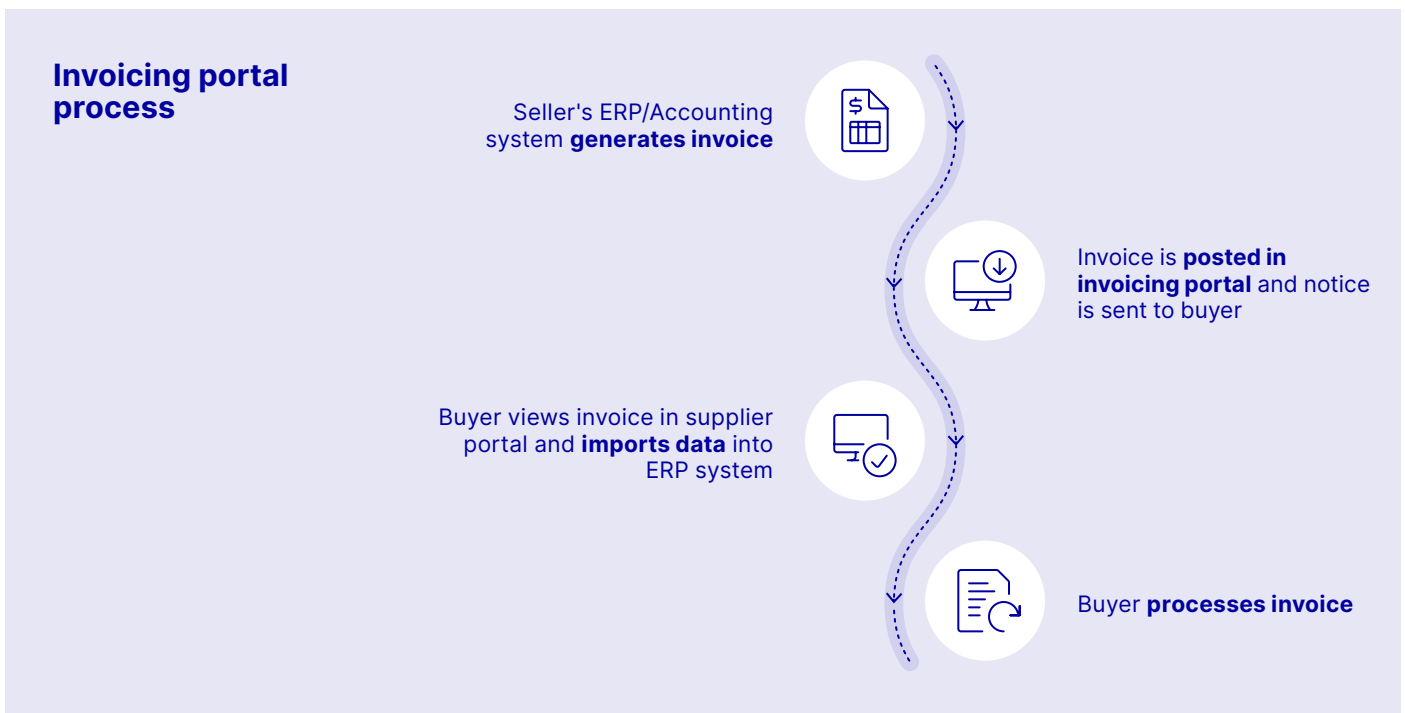 Invoicing portal
process
Seller's ERP/Accounting
system generates invoice
Invoice is posted in
invoicing portal and notice
is sent to buyer
Buyer views invoice in supplier
portal and imports data into
ERP system
Buyer processes invoice